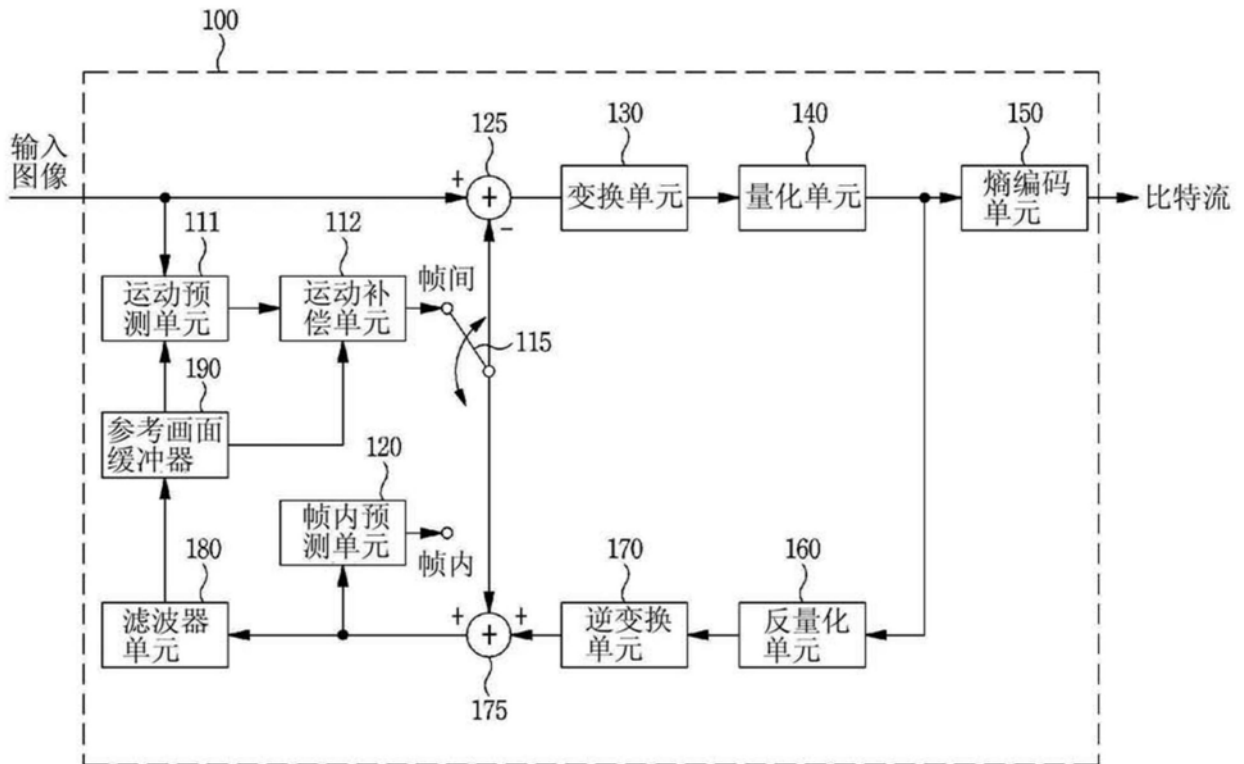 100
125
130
140
150
输入
图像
+
+
变换单元
量化单元
熵编码
单元
比特流
-
111
112
帧间
运动预
测单元
运动补
偿单元
115
190
参考画面
缓冲器
120
帧内预
测单元
帧内
180
170
160
滤波器
单元
+
+
+
逆变换
单元
反量化
单元
175